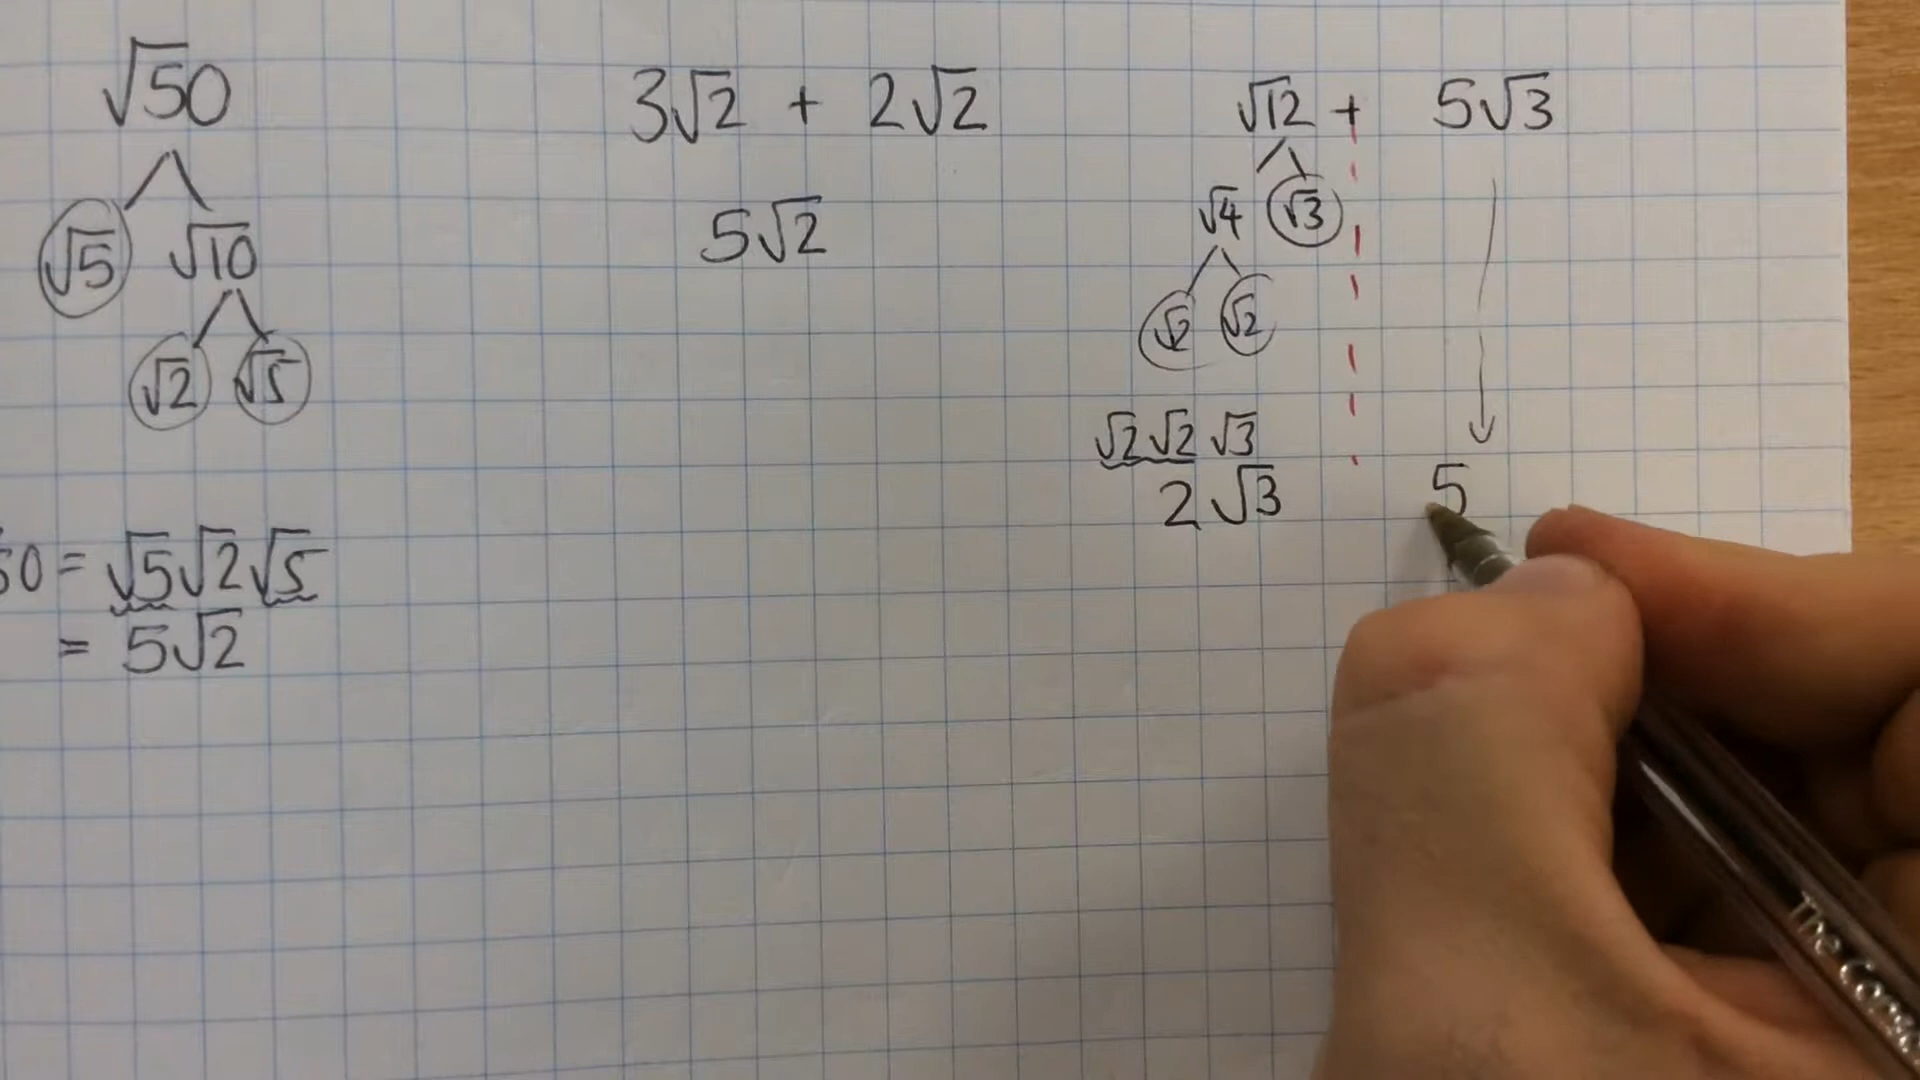 √50
√5 √10
√2 √5
50 = √5√2√5
= 5√2
3√2 + 2√2
5√2
√12 + 5√3
√4 √3
√2 √2
√2 √2 √3
2√3 5
The